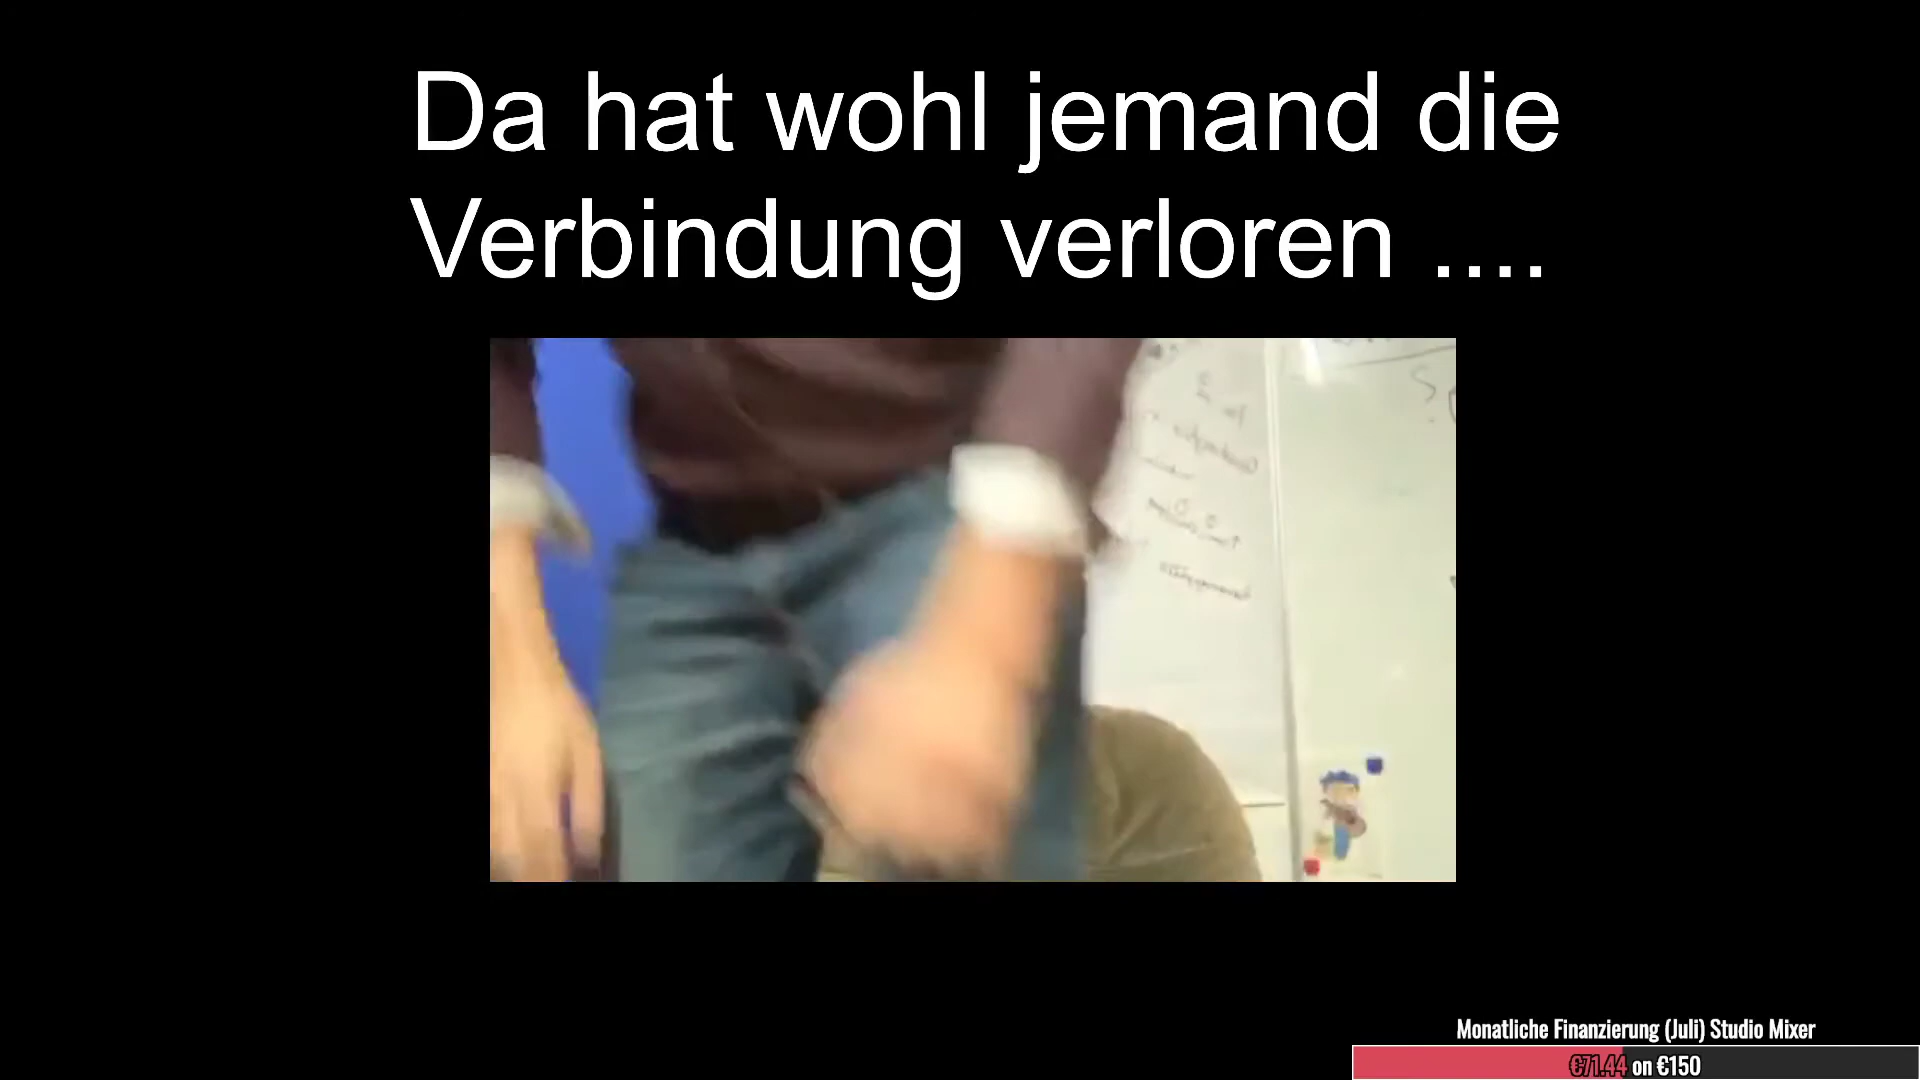 Da hat wohl jemand die
Verbindung verloren ....
Monatliche Finanzierung (Juli) Studio Mixer
€71.44 on €150